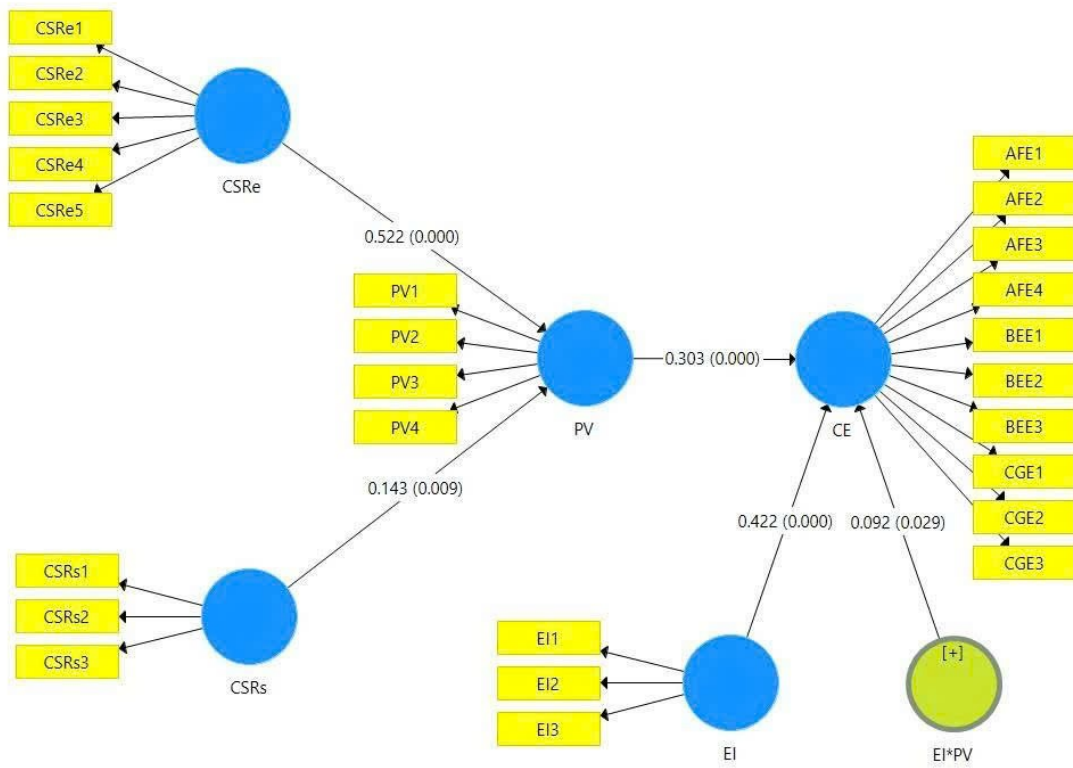 CSRe1
CSRe2
CSRe3
CSRe4
CSRe5
CSRe
0.522 (0.000)
PV1
PV2
PV3
PV4
PV
0.303 (0.000)
CE
AFE1
AFE2
AFE3
AFE4
BEE1
BEE2
BEE3
CGE1
CGE2
CGE3
0.143 (0.009)
0.422 (0.000)
0.092 (0.029)
CSRs1
CSRs2
CSRs3
CSRs
EI1
EI2
EI3
EI
[+]
EI*PV